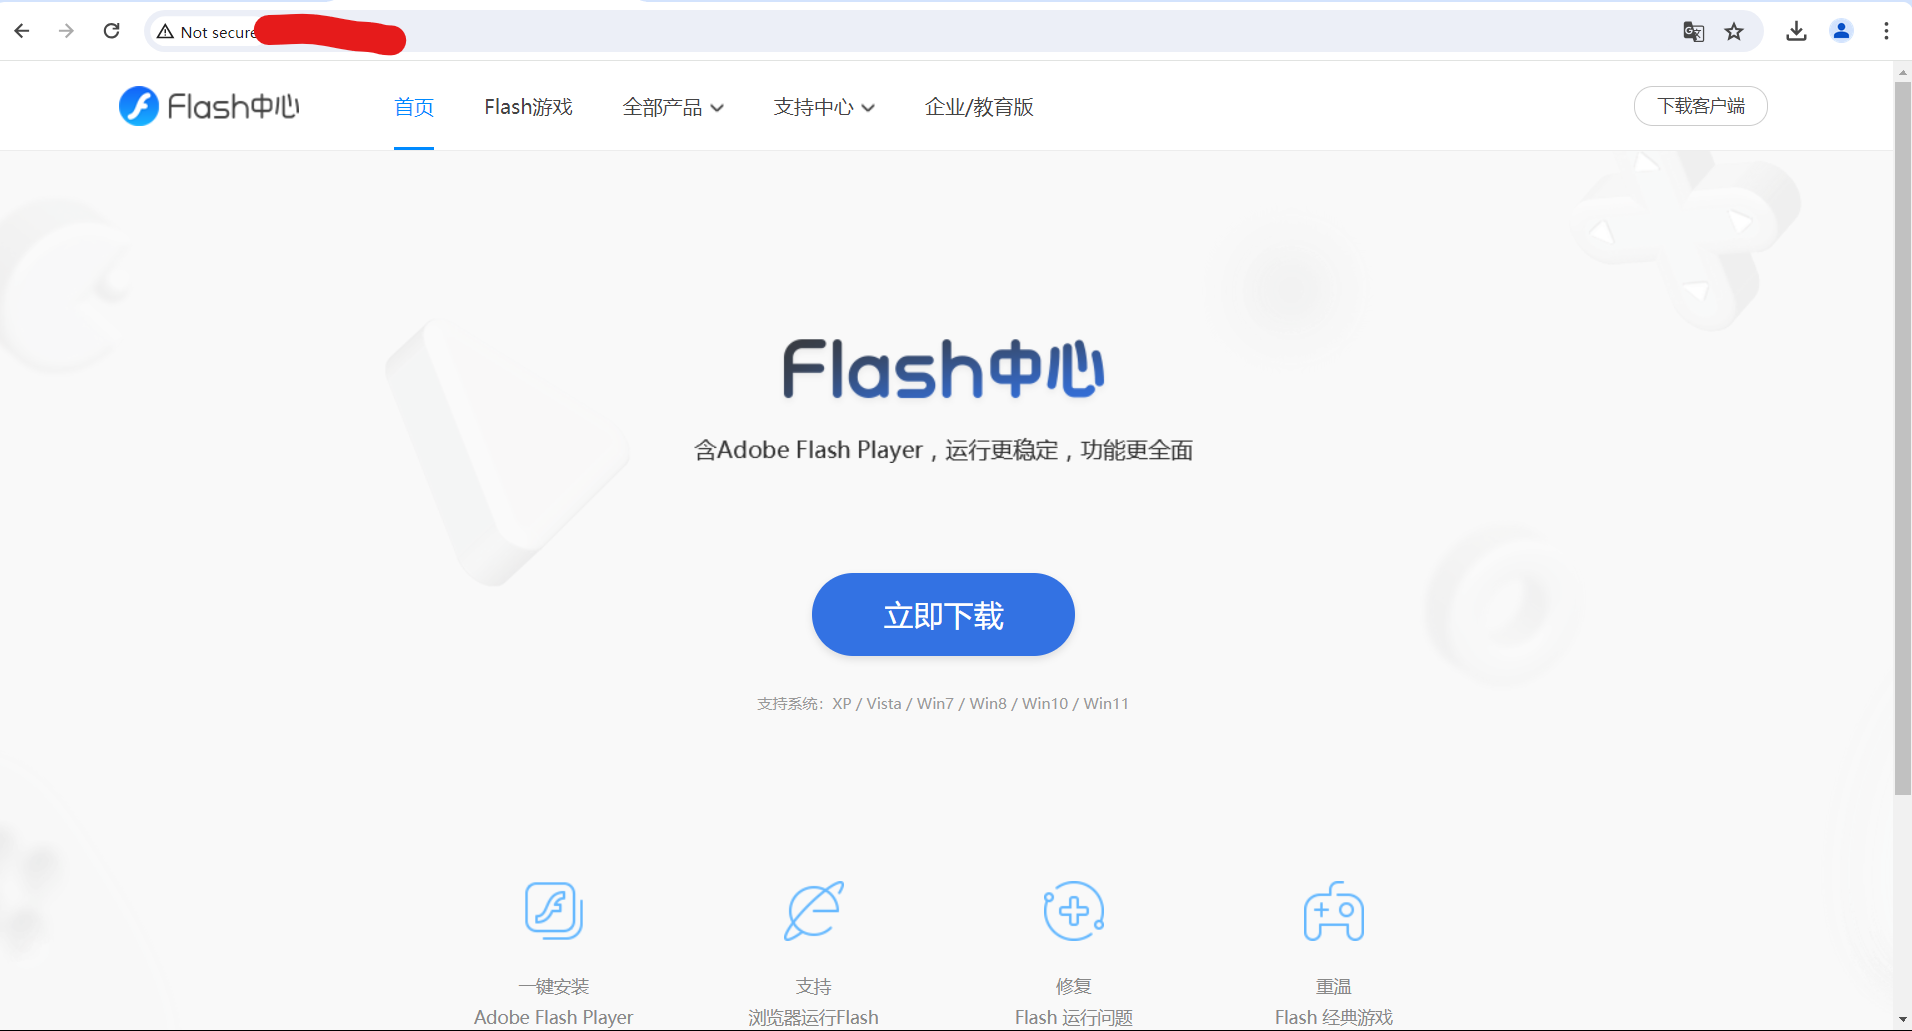 Not secure
Flash中心
首页
Flash游戏
全部产品
支持中心
企业/教育版
下载客户端
Flash中心
含Adobe Flash Player，运行更稳定，功能更全面
立即下载
支持系统：XP / Vista / Win7 / Win8 / Win10 / Win11
一键安装
Adobe Flash Player
支持
浏览器运行Flash
修复
Flash 运行问题
重温
Flash 经典游戏